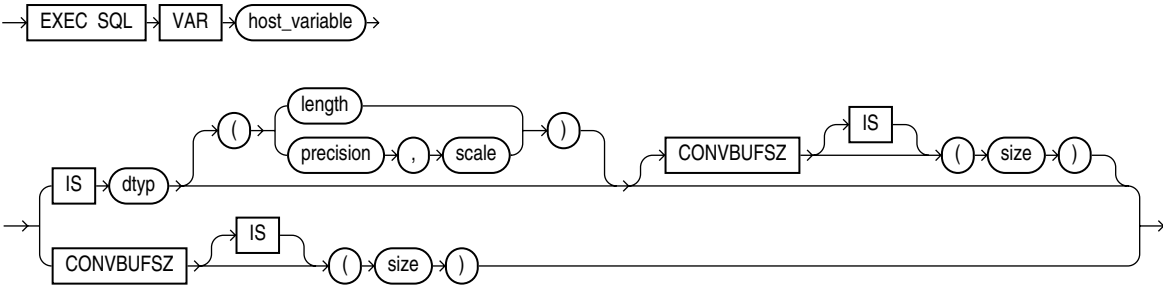 EXEC SQL VAR host_variable
length
( )
precision , scale
IS
CONVBUFSZ ( size )
IS dtyp
IS
CONVBUFSZ ( size )